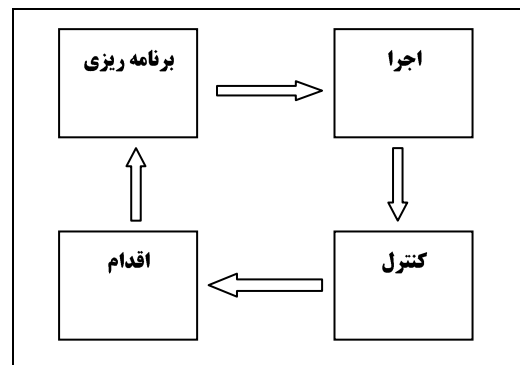 برنامه ریزی
اجرا
کنترل
اقدام